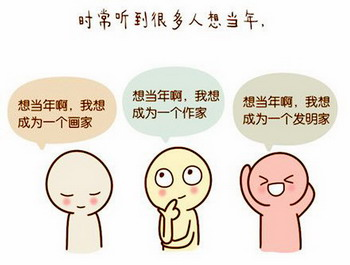 时常听到很多人想当年.
想当年啊，我想
成为一个画家
想当年啊，我想
成为一个作家
想当年啊，我想
成为一个发明家